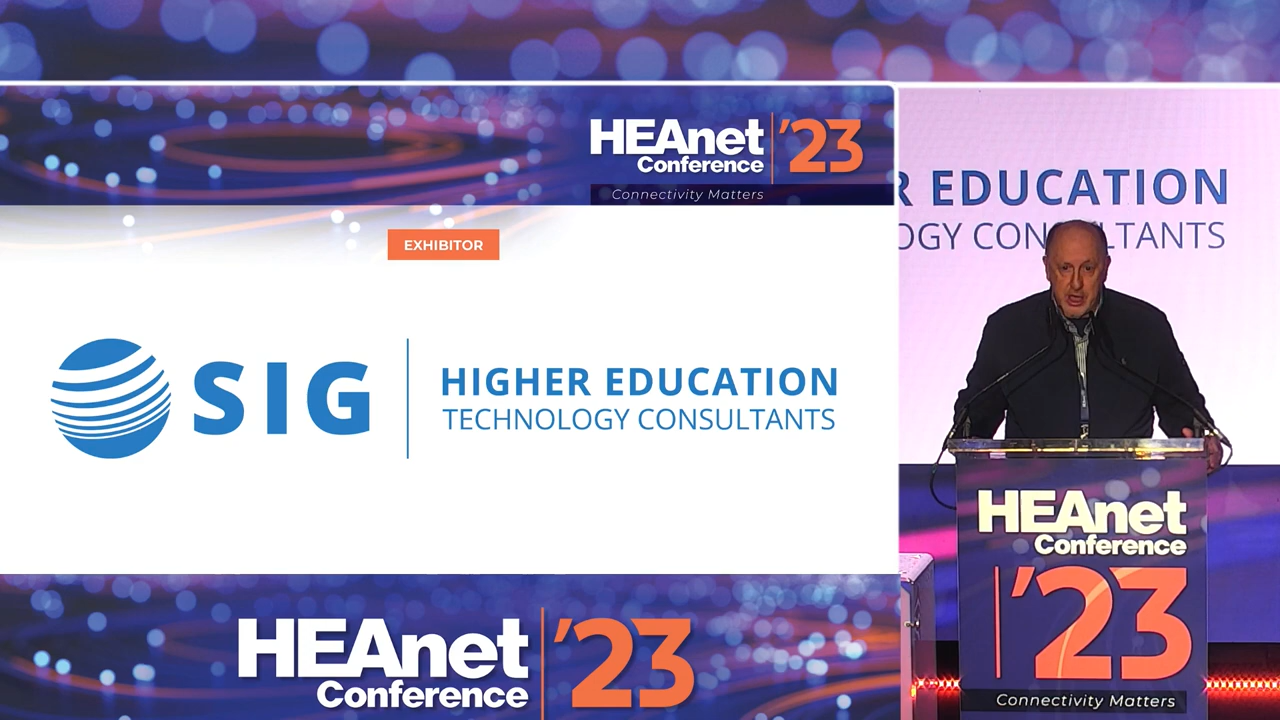 HEAnet
Conference
'23
Connectivity Matters
EXHIBITOR
SIG
HIGHER EDUCATION
TECHNOLOGY CONSULTANTS
R EDUCATION
OGY CON LTANTS
HEAnet
Conference
'23
HEAnet
Conference
'23
Connectivity Matters